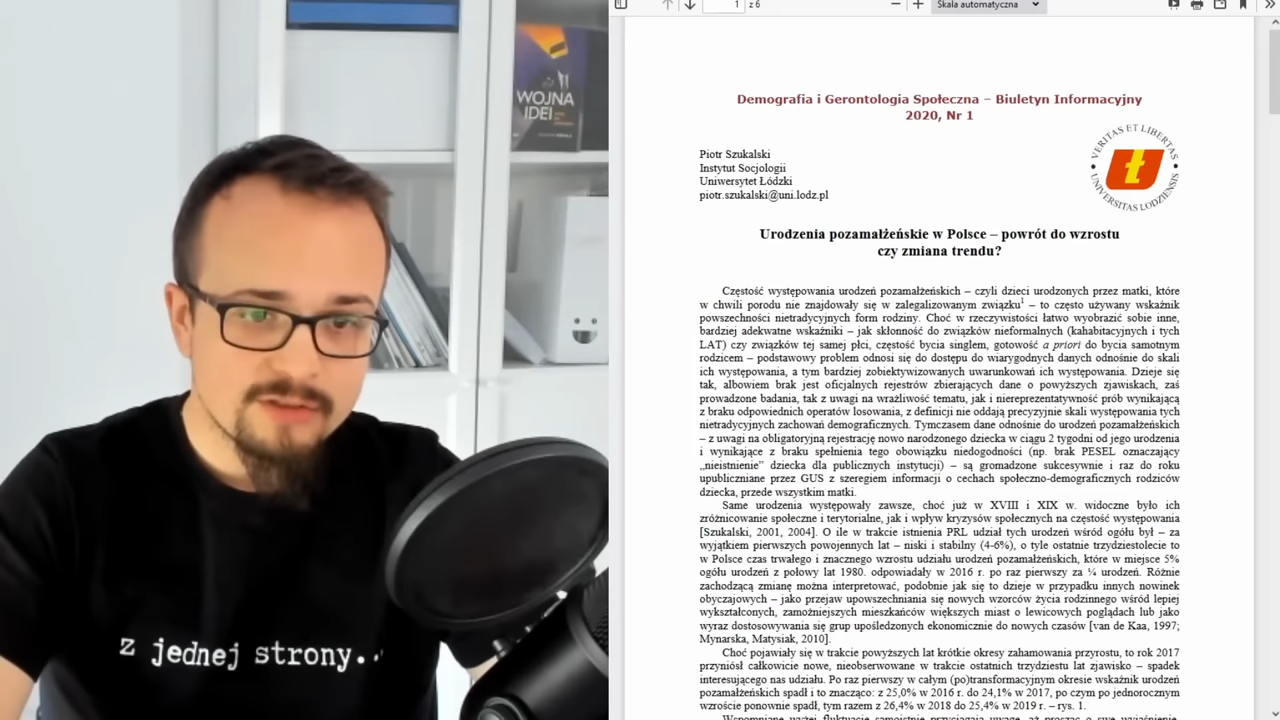 WOJNA
IDEI
z jednej strony...
1 z 6
Skala automatyczna
Demografia i Gerontologia Społeczna – Biuletyn Informacyjny
2020, Nr 1
Piotr Szukalski
Instytut Socjologii
Uniwersytet Łódzki
piotr.szukalski@uni.lodz.pl
VERITAS ET LIBERTAS
UNIVERSITAS LODZIENSIS
Urodzenia pozamałżeńskie w Polsce – powrót do wzrostu
czy zmiana trendu?
Częstość występowania urodzeń pozamałżeńskich – czyli dzieci urodzonych przez matki, które
w chwili porodu nie znajdowały się w zalegalizowanym związku¹ – to często używany wskaźnik
powszechności nietradycyjnych form rodziny. Choć w rzeczywistości łatwo wyobrazić sobie inne,
bardziej adekwatne wskaźniki – jak skłonność do związków nieformalnych (kahabitacyjnych i tych
LAT) czy związków tej samej płci, częstość bycia singlem, gotowość a priori do bycia samotnym
rodzicem – podstawowy problem odnosi się do dostępu do wiarygodnych danych odnośnie do skali
ich występowania, a tym bardziej zobiektywizowanych uwarunkowań ich występowania. Dzieje się
tak, albowiem brak jest oficjalnych rejestrów zbierających dane o powyższych zjawiskach, zaś
prowadzone badania, tak z uwagi na wrażliwość tematu, jak i niereprezentatywność prób wynikającą
z braku odpowiednich operatów losowania, z definicji nie oddają precyzyjnie skali występowania tych
nietradycyjnych zachowań demograficznych. Tymczasem dane odnośnie do urodzeń pozamałżeńskich
– z uwagi na obligatoryjną rejestrację nowo narodzonego dziecka w ciągu 2 tygodni od jego urodzenia
i wynikające z braku spełnienia tego obowiązku niedogodności (np. brak PESEL oznaczający
„nieistnienie” dziecka dla publicznych instytucji) – są gromadzone sukcesywnie i raz do roku
upubliczniane przez GUS z szeregiem informacji o cechach społeczno-demograficznych rodziców
dziecka, przede wszystkim matki.
Same urodzenia występowały zawsze, choć już w XVIII i XIX w. widoczne było ich
zróżnicowanie społeczne i terytorialne, jak i wpływ kryzysów społecznych na częstość występowania
[Szukalski, 2001, 2004]. O ile w trakcie istnienia PRL udział tych urodzeń wśród ogółu był – za
wyjątkiem pierwszych powojennych lat – niski i stabilny (4-6%), o tyle ostatnie trzydziestolecie to
w Polsce czas trwałego i znacznego wzrostu udziału urodzeń pozamałżeńskich, które w miejsce 5%
ogółu urodzeń z połowy lat 1980. odpowiadały w 2016 r. po raz pierwszy za ¼ urodzeń. Różnie
zachodzącą zmianę można interpretować, podobnie jak się to dzieje w przypadku innych nowinek
obyczajowych – jako przejaw upowszechniania się nowych wzorców życia rodzinnego wśród lepiej
wykształconych, zamożniejszych mieszkańców większych miast o lewicowych poglądach lub jako
wyraz dostosowywania się grup upośledzonych ekonomicznie do nowych czasów [van de Kaa, 1997;
Mynarska, Matysiak, 2010].
Choć pojawiały się w trakcie powyższych lat krótkie okresy zahamowania przyrostu, to rok 2017
przyniósł całkowicie nowe, nieobserwowane w trakcie ostatnich trzydziestu lat zjawisko – spadek
interesującego nas udziału. Po raz pierwszy w całym (po)transformacyjnym okresie wskaźnik urodzeń
pozamałżeńskich spadł i to znacząco: z 25,0% w 2016 r. do 24,1% w 2017, po czym po jednorocznym
wzroście ponownie spadł, tym razem z 26,4% w 2018 do 25,4% w 2019 r. – rys. 1.
Wspomniane wyżej fluktuacje samoistnie przyciągają uwagę, aż prosząc o swe wyjaśnienie.